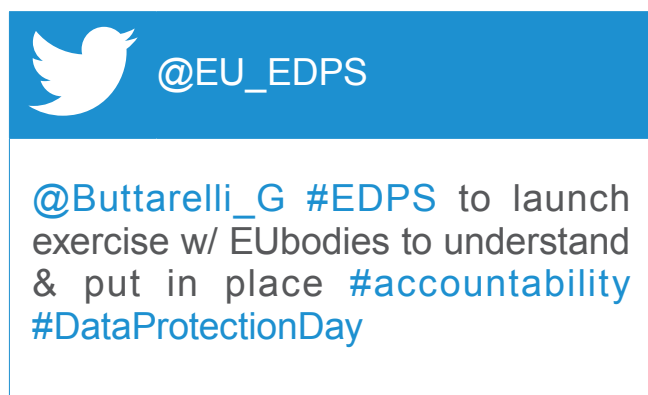 @EU_EDPS
@Buttarelli_G #EDPS to launch
exercise w/ EUbodies to understand
& put in place #accountability
#DataProtectionDay